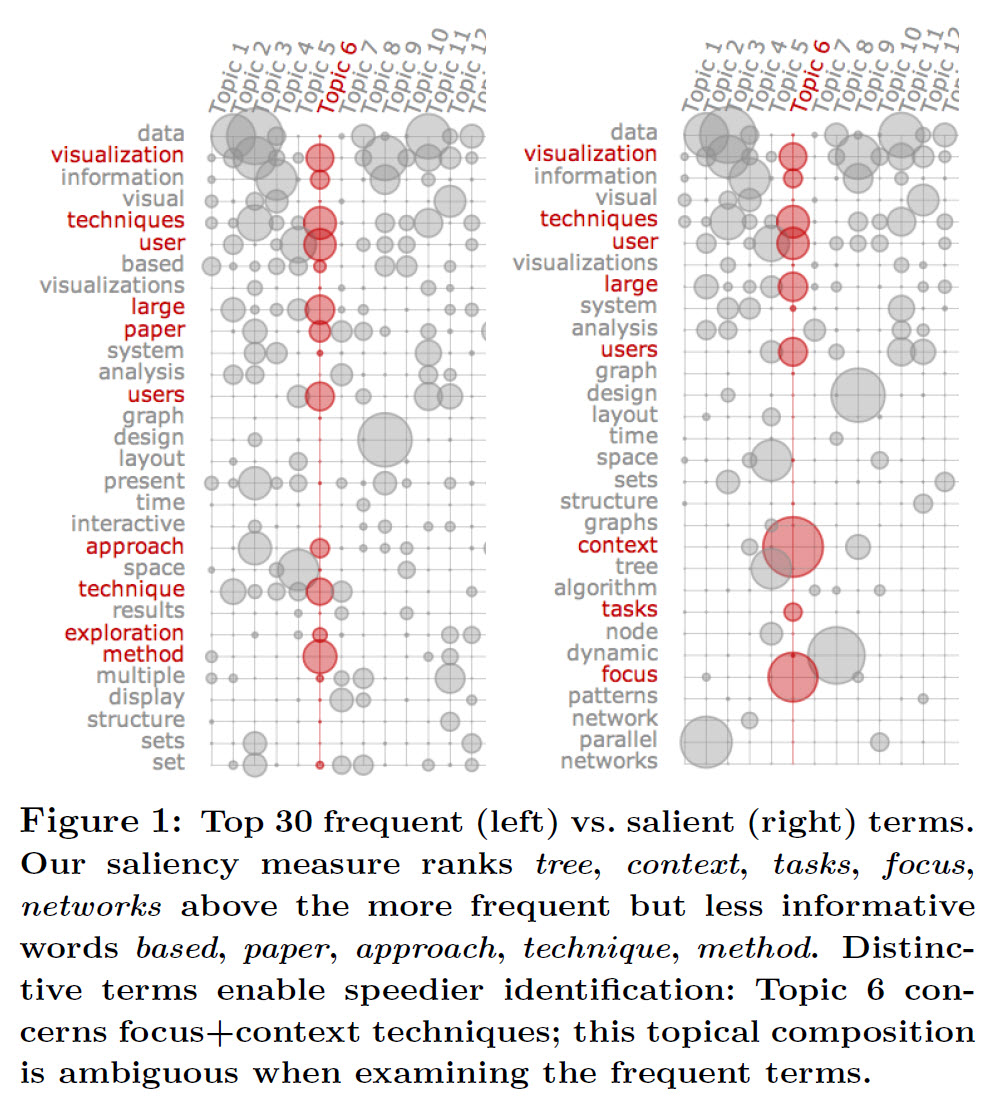 Topic 1
Topic 2
Topic 3
Topic 4
Topic 5
Topic 6
Topic 7
Topic 8
Topic 9
Topic 10
Topic 11
Topic 12
data
visualization
information
visual
techniques
user
based
visualizations
large
paper
system
analysis
users
graph
design
layout
present
time
interactive
approach
space
technique
results
exploration
method
multiple
display
structure
sets
set
Topic 1
Topic 2
Topic 3
Topic 4
Topic 5
Topic 6
Topic 7
Topic 8
Topic 9
Topic 10
Topic 11
Topic 12
data
visualization
information
visual
techniques
user
visualizations
large
system
analysis
users
graph
design
layout
time
space
sets
structure
graphs
context
tree
algorithm
tasks
node
dynamic
focus
patterns
network
parallel
networks
Figure 1: Top 30 frequent (left) vs. salient (right) terms.
Our saliency measure ranks tree, context, tasks, focus,
networks above the more frequent but less informative
words based, paper, approach, technique, method. Distinc-
tive terms enable speedier identification: Topic 6 con-
cerns focus+context techniques; this topical composition
is ambiguous when examining the frequent terms.